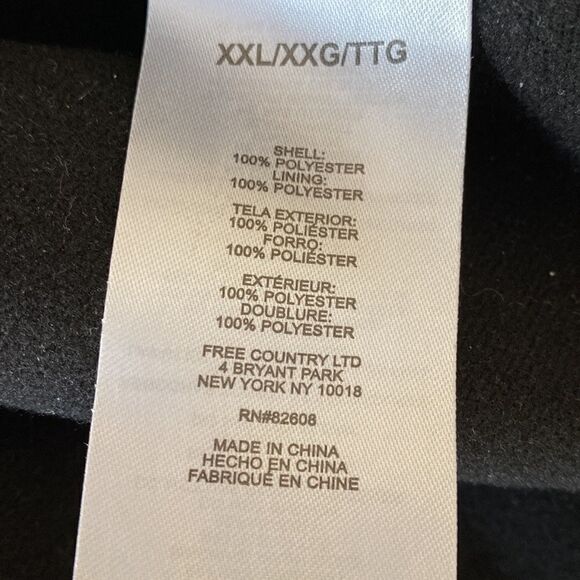 XXL/XXG/TTG
SHELL:
100% POLYESTER
LINING:
100% POLYESTER
TELA EXTERIOR:
100% POLIÉSTER
FORRO:
100% POLIÉSTER
EXTÉRIEUR:
100% POLYESTER
DOUBLURE:
100% POLYESTER
FREE COUNTRY LTD
4 BRYANT PARK
NEW YORK NY 10018
RN#82608
MADE IN CHINA
HECHO EN CHINA
FABRIQUÉ EN CHINE